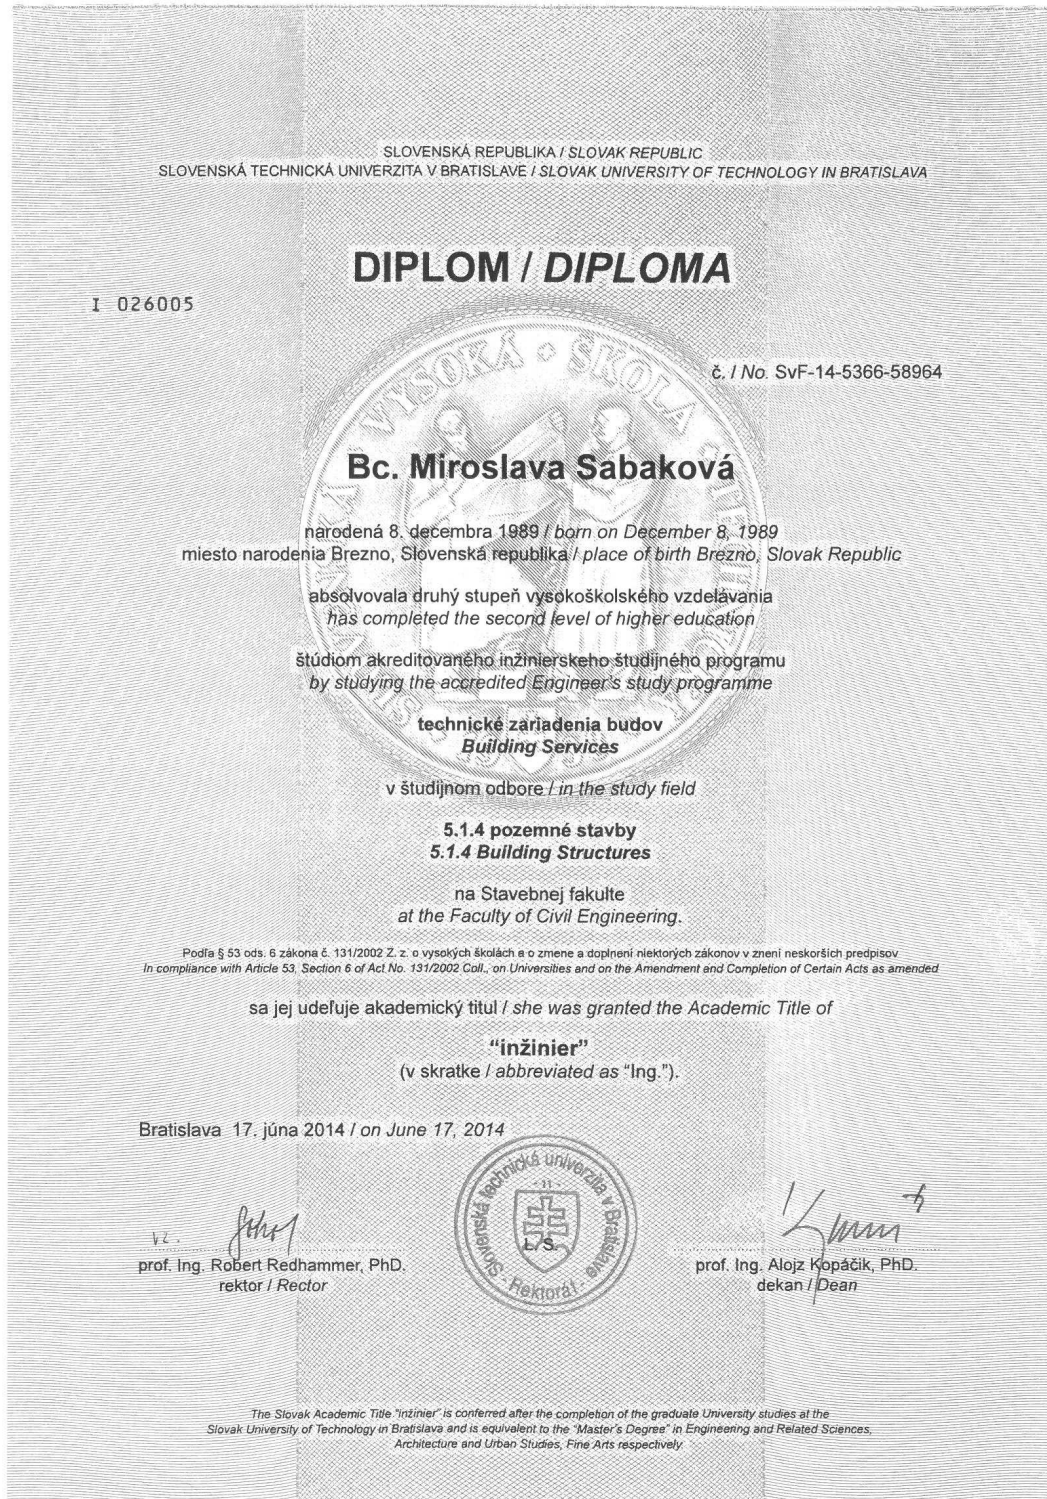 SLOVENSKÁ REPUBLIKA / SLOVAK REPUBLIC
SLOVENSKÁ TECHNICKÁ UNIVERZITA V BRATISLAVE / SLOVAK UNIVERSITY OF TECHNOLOGY IN BRATISLAVA
DIPLOM / DIPLOMA
I 026005
č. / No. SvF-14-5366-58964
SLOVENSKÁ VYSOKÁ ŠKOLA TECHNICKÁ
Bc. Miroslava Sabaková
narodená 8. decembra 1989 / born on December 8, 1989
miesto narodenia Brezno, Slovenská republika / place of birth Brezno, Slovak Republic
absolvovala druhý stupeň vysokoškolského vzdelávania
has completed the second level of higher education
štúdiom akreditovaného inžinierskeho študijného programu
by studying the accredited Engineer's study programme
technické zariadenia budov
Building Services
v študijnom odbore / in the study field
5.1.4 pozemné stavby
5.1.4 Building Structures
na Stavebnej fakulte
at the Faculty of Civil Engineering.
Podľa § 53 ods. 6 zákona č. 131/2002 Z. z. o vysokých školách a o zmene a doplnení niektorých zákonov v znení neskorších predpisov
In compliance with Article 53, Section 6 of Act No. 131/2002 Coll., on Universities and on the Amendment and Completion of Certain Acts as amended
sa jej udeľuje akademický titul / she was granted the Academic Title of
"inžinier"
(v skratke / abbreviated as "Ing.").
Bratislava 17. júna 2014 / on June 17, 2014
Slovenská technická univerzita v Bratislave
- 11 -
L. S.
· Rektorát ·
vz.
prof. Ing. Robert Redhammer, PhD.
rektor / Rector
prof. Ing. Alojz Kopáčik, PhD.
dekan / Dean
The Slovak Academic Title "inžinier" is conferred after the completion of the graduate University studies at the
Slovak University of Technology in Bratislava and is equivalent to the "Master's Degree" in Engineering and Related Sciences,
Architecture and Urban Studies, Fine Arts respectively.